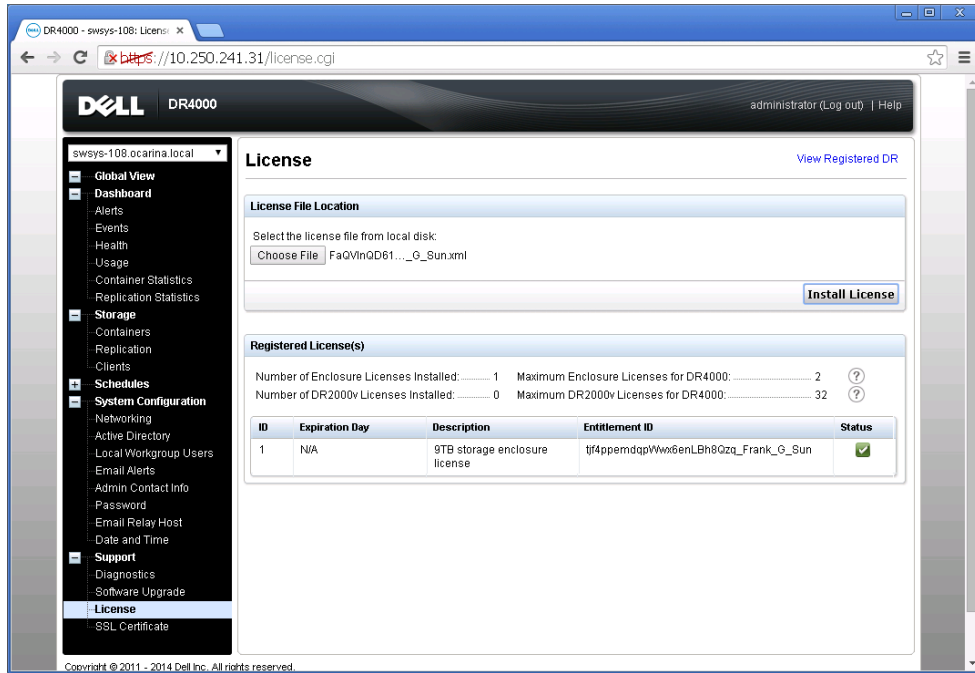 DR4000 - swsys-108: Licens
https://10.250.241.31/license.cgi
DELL DR4000
administrator (Log out) | Help
swsys-108.ocarina.local
Global View
Dashboard
Alerts
Events
Health
Usage
Container Statistics
Replication Statistics
Storage
Containers
Replication
Clients
Schedules
System Configuration
Networking
Active Directory
Local Workgroup Users
Email Alerts
Admin Contact Info
Password
Email Relay Host
Date and Time
Support
Diagnostics
Software Upgrade
License
SSL Certificate
License
View Registered DR
License File Location
Select the license file from local disk:
Choose File FaQVlnQD61..._G_Sun.xml
Install License
Registered License(s)
Number of Enclosure Licenses Installed: 1 Maximum Enclosure Licenses for DR4000: 2 ?
Number of DR2000v Licenses Installed: 0 Maximum DR2000v Licenses for DR4000: 32 ?
ID Expiration Day Description Entitlement ID Status
1 N/A 9TB storage enclosure license tjf4ppemdqpWwx6enLBh8Qzq_Frank_G_Sun
Copyright © 2011 - 2014 Dell Inc. All rights reserved.